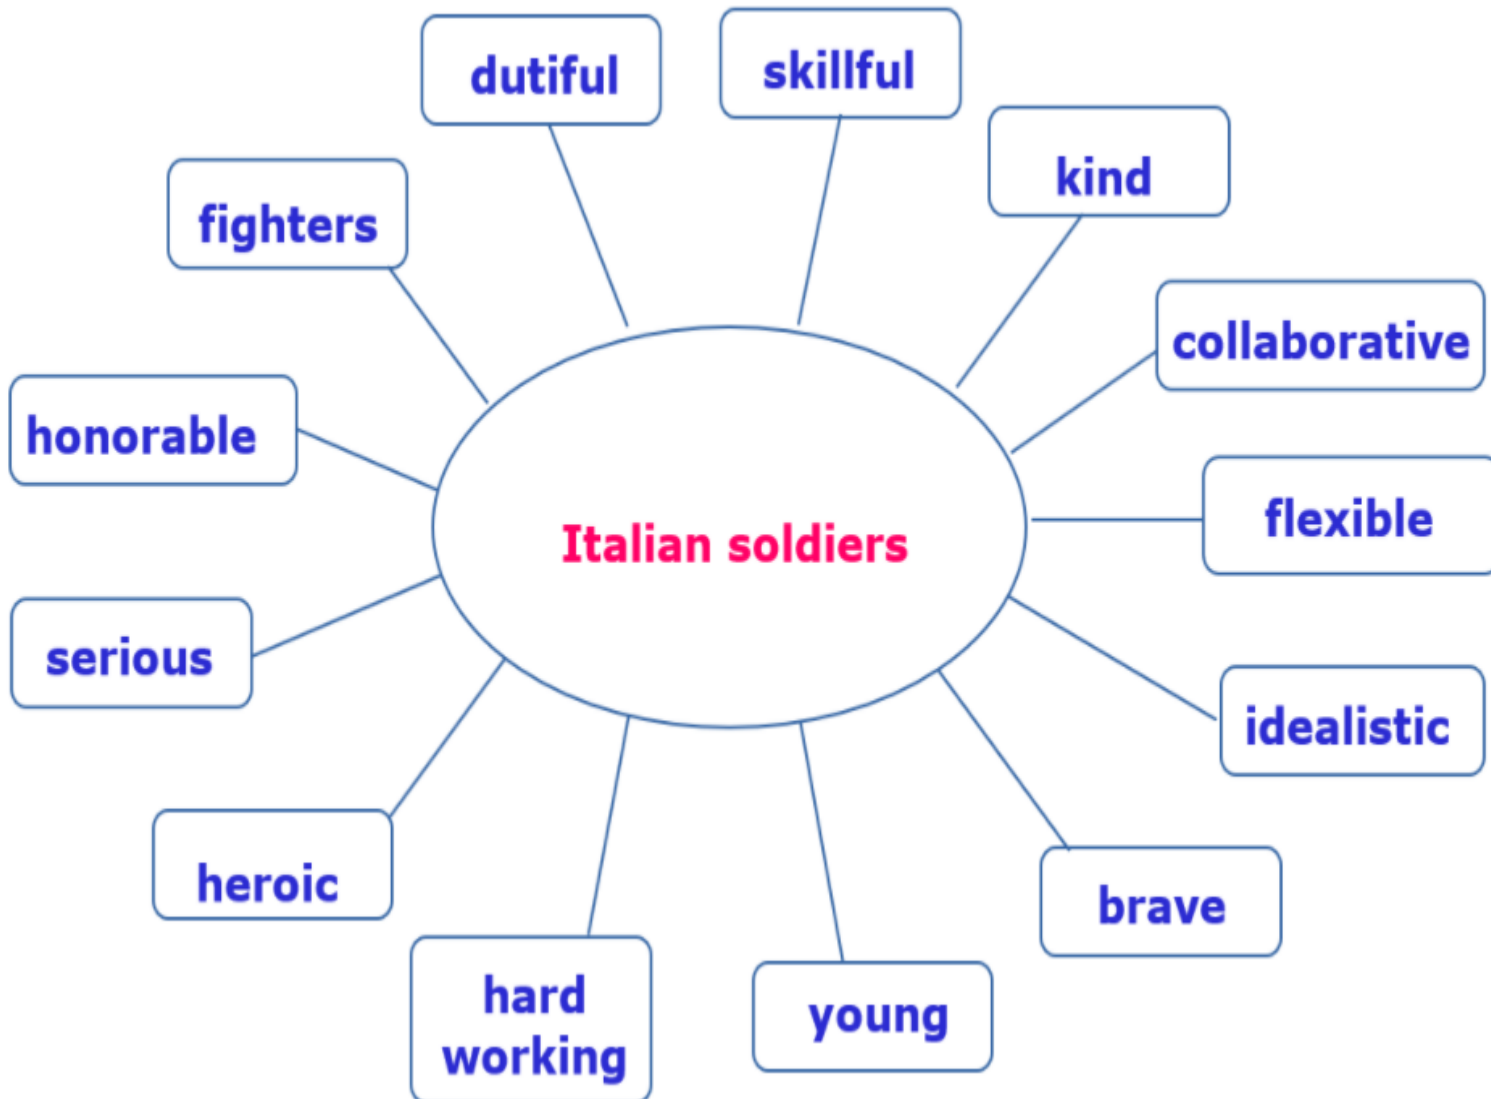 dutiful
skillful
kind
fighters
collaborative
honorable
flexible
Italian soldiers
serious
idealistic
heroic
brave
hard
working
young